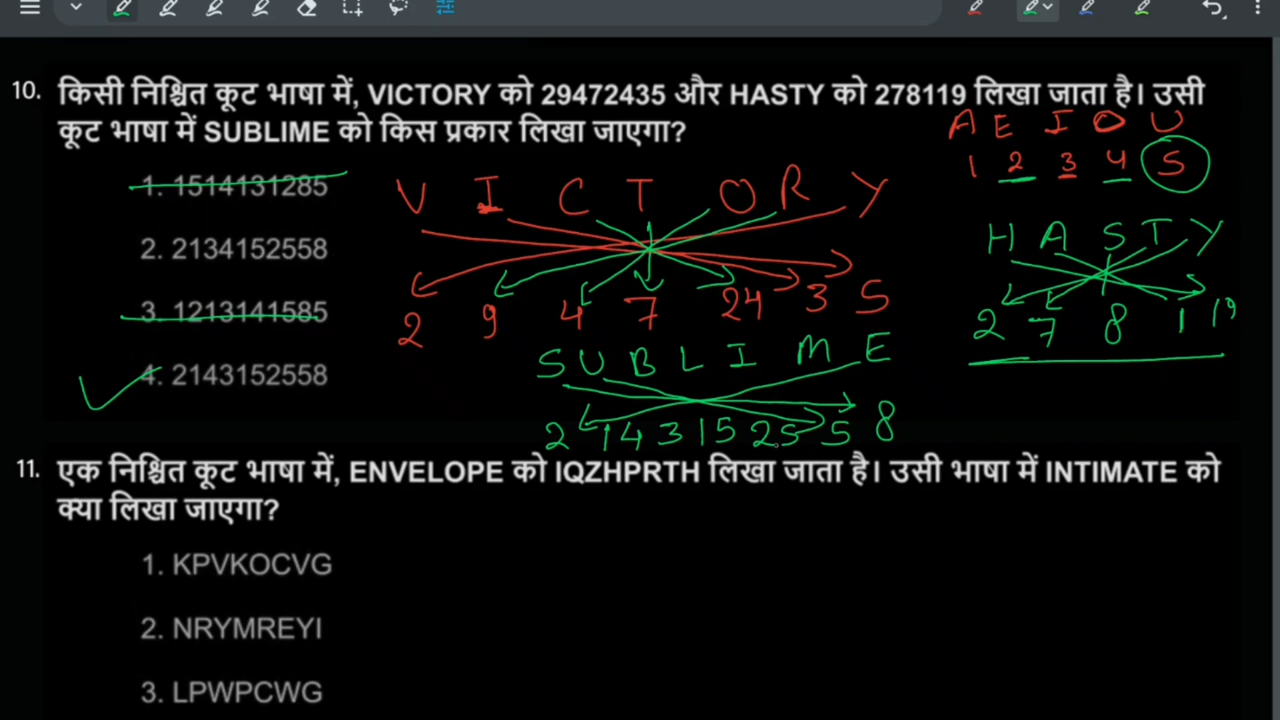 10. किसी निश्चित कूट भाषा में, VICTORY को 29472435 और HASTY को 278119 लिखा जाता है। उसी
कूट भाषा में SUBLIME को किस प्रकार लिखा जाएगा?
A E I O U
1 2 3 4 5
1. 1514131285
2. 2134152558
3. 1213141585
4. 2143152558
V I C T O R Y
2 9 4 7 24 3 5
H A S T Y
2 7 8 1 19
S U B L I M E
2 14 3 15 25 5 8
11. एक निश्चित कूट भाषा में, ENVELOPE को IQZHPRTH लिखा जाता है। उसी भाषा में INTIMATE को
क्या लिखा जाएगा?
1. KPVKOCVG
2. NRYMREYI
3. LPWPCWG